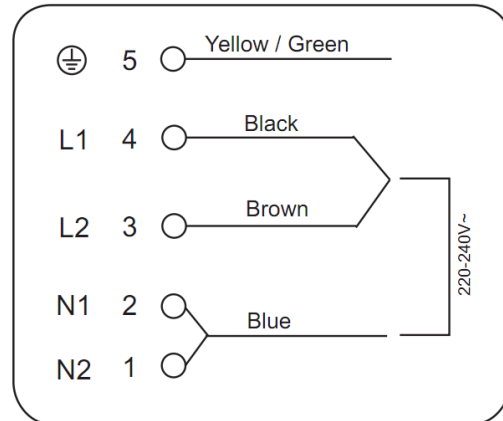 5 Yellow / Green
L1 4 Black
L2 3 Brown
N1 2
Blue
N2 1
220-240V~